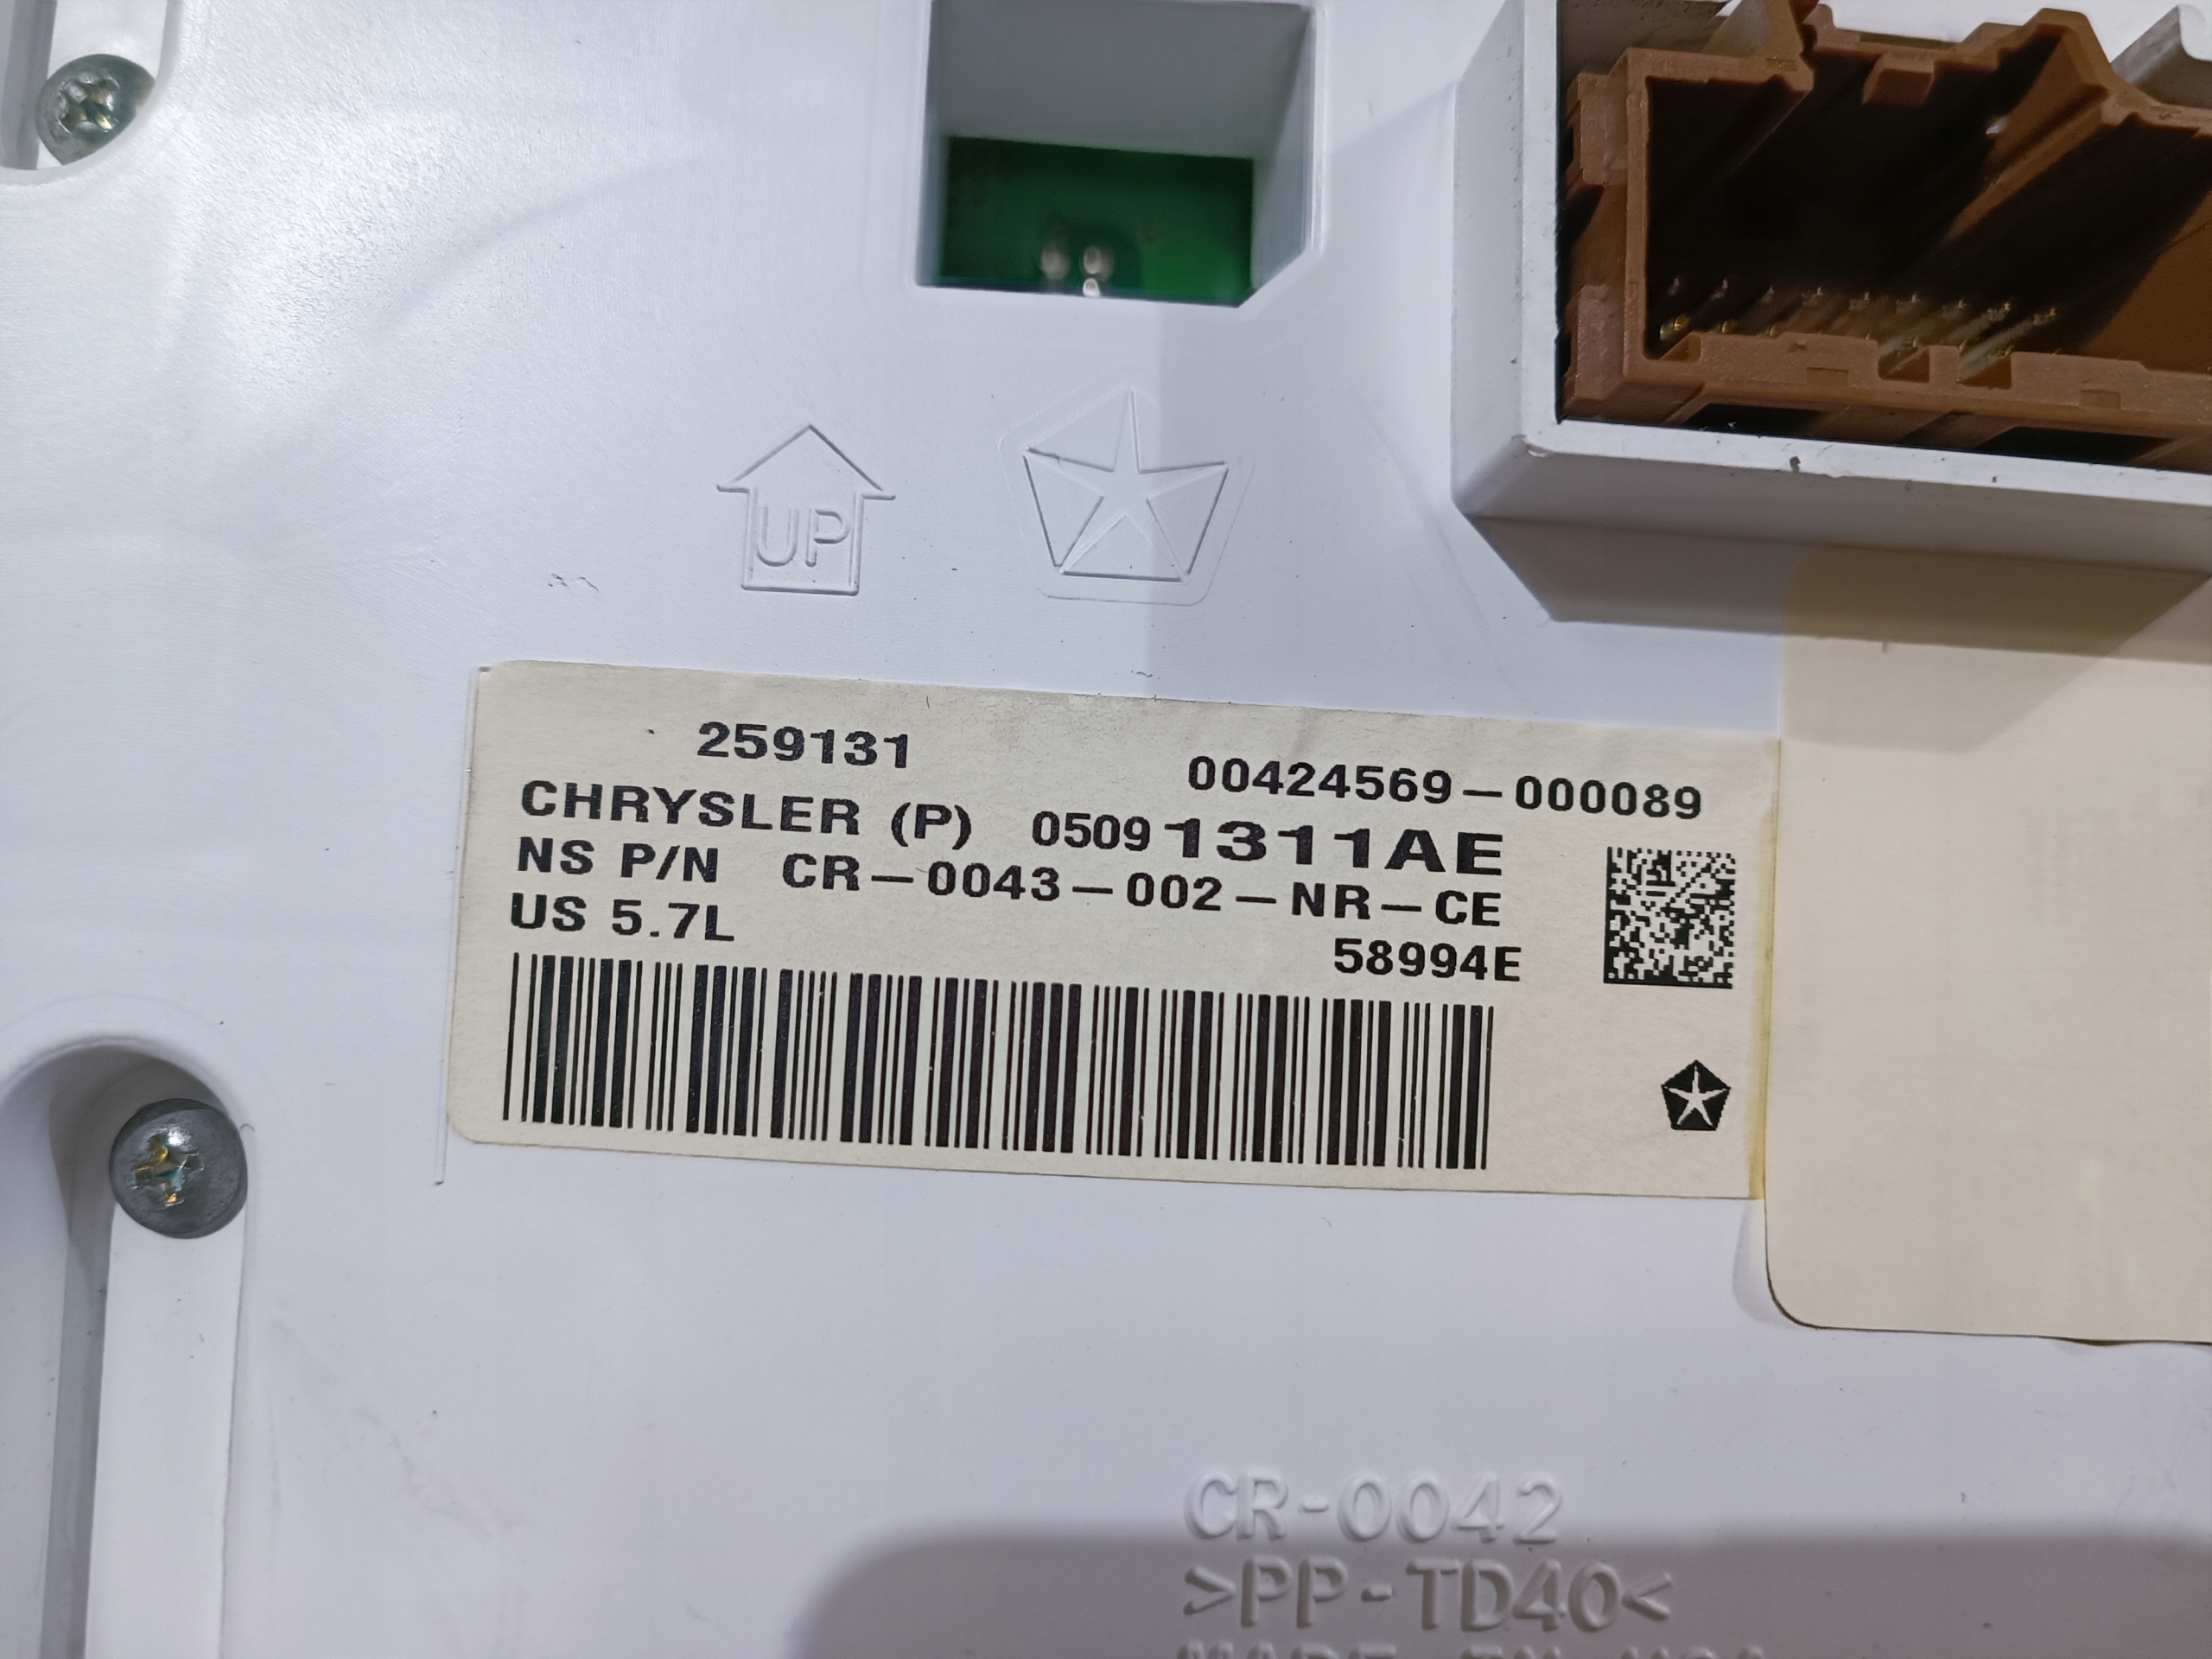 UP
259131
00424569-000089
CHRYSLER (P) 05091311AE
NS P/N CR-0043-002-NR-CE
US 5.7L
58994E
CR-0042
>PP-TD40<